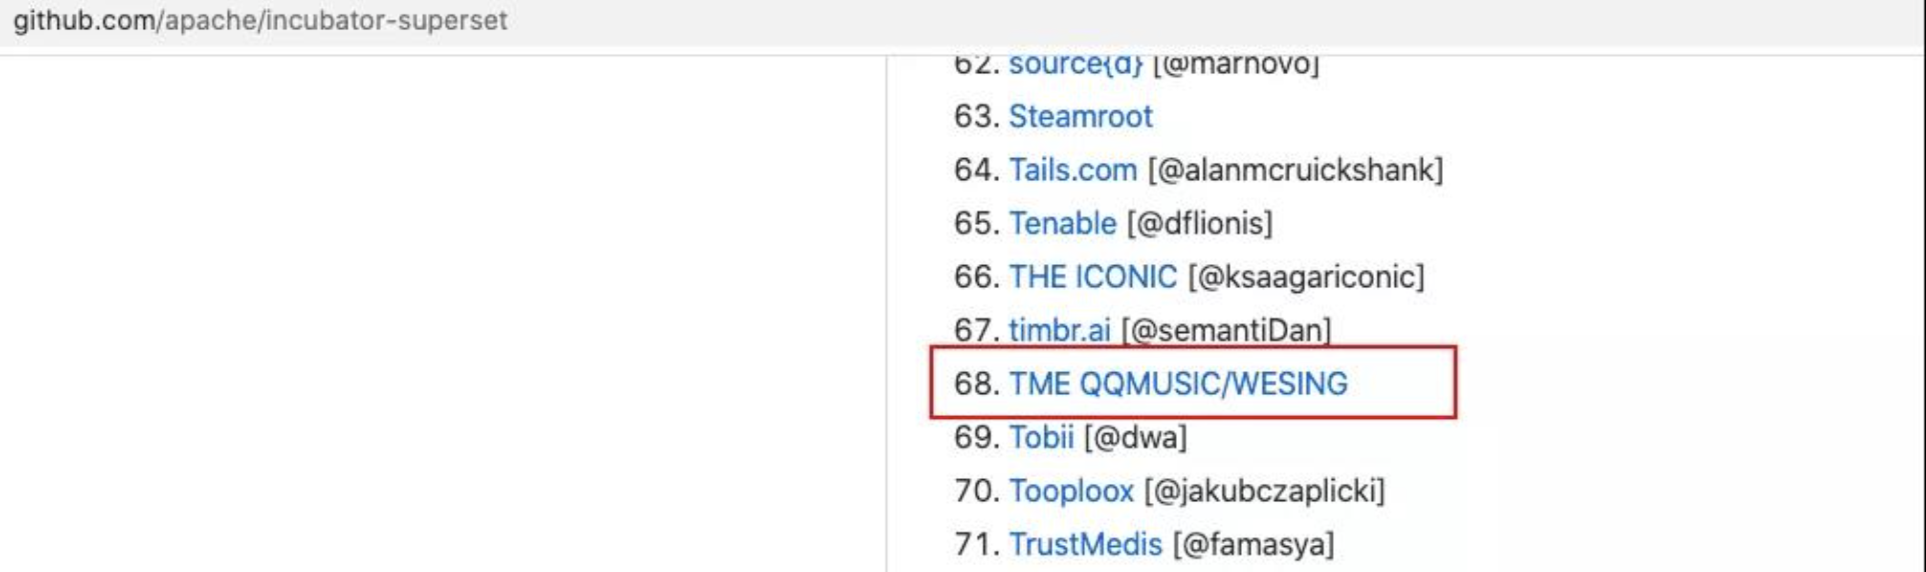 github.com/apache/incubator-superset
62. source{d} [@marnovo]
63. Steamroot
64. Tails.com [@alanmcruickshank]
65. Tenable [@dflionis]
66. THE ICONIC [@ksaagariconic]
67. timbr.ai [@semantiDan]
68. TME QQMUSIC/WESING
69. Tobii [@dwa]
70. Tooploox [@jakubczaplicki]
71. TrustMedis [@famasya]